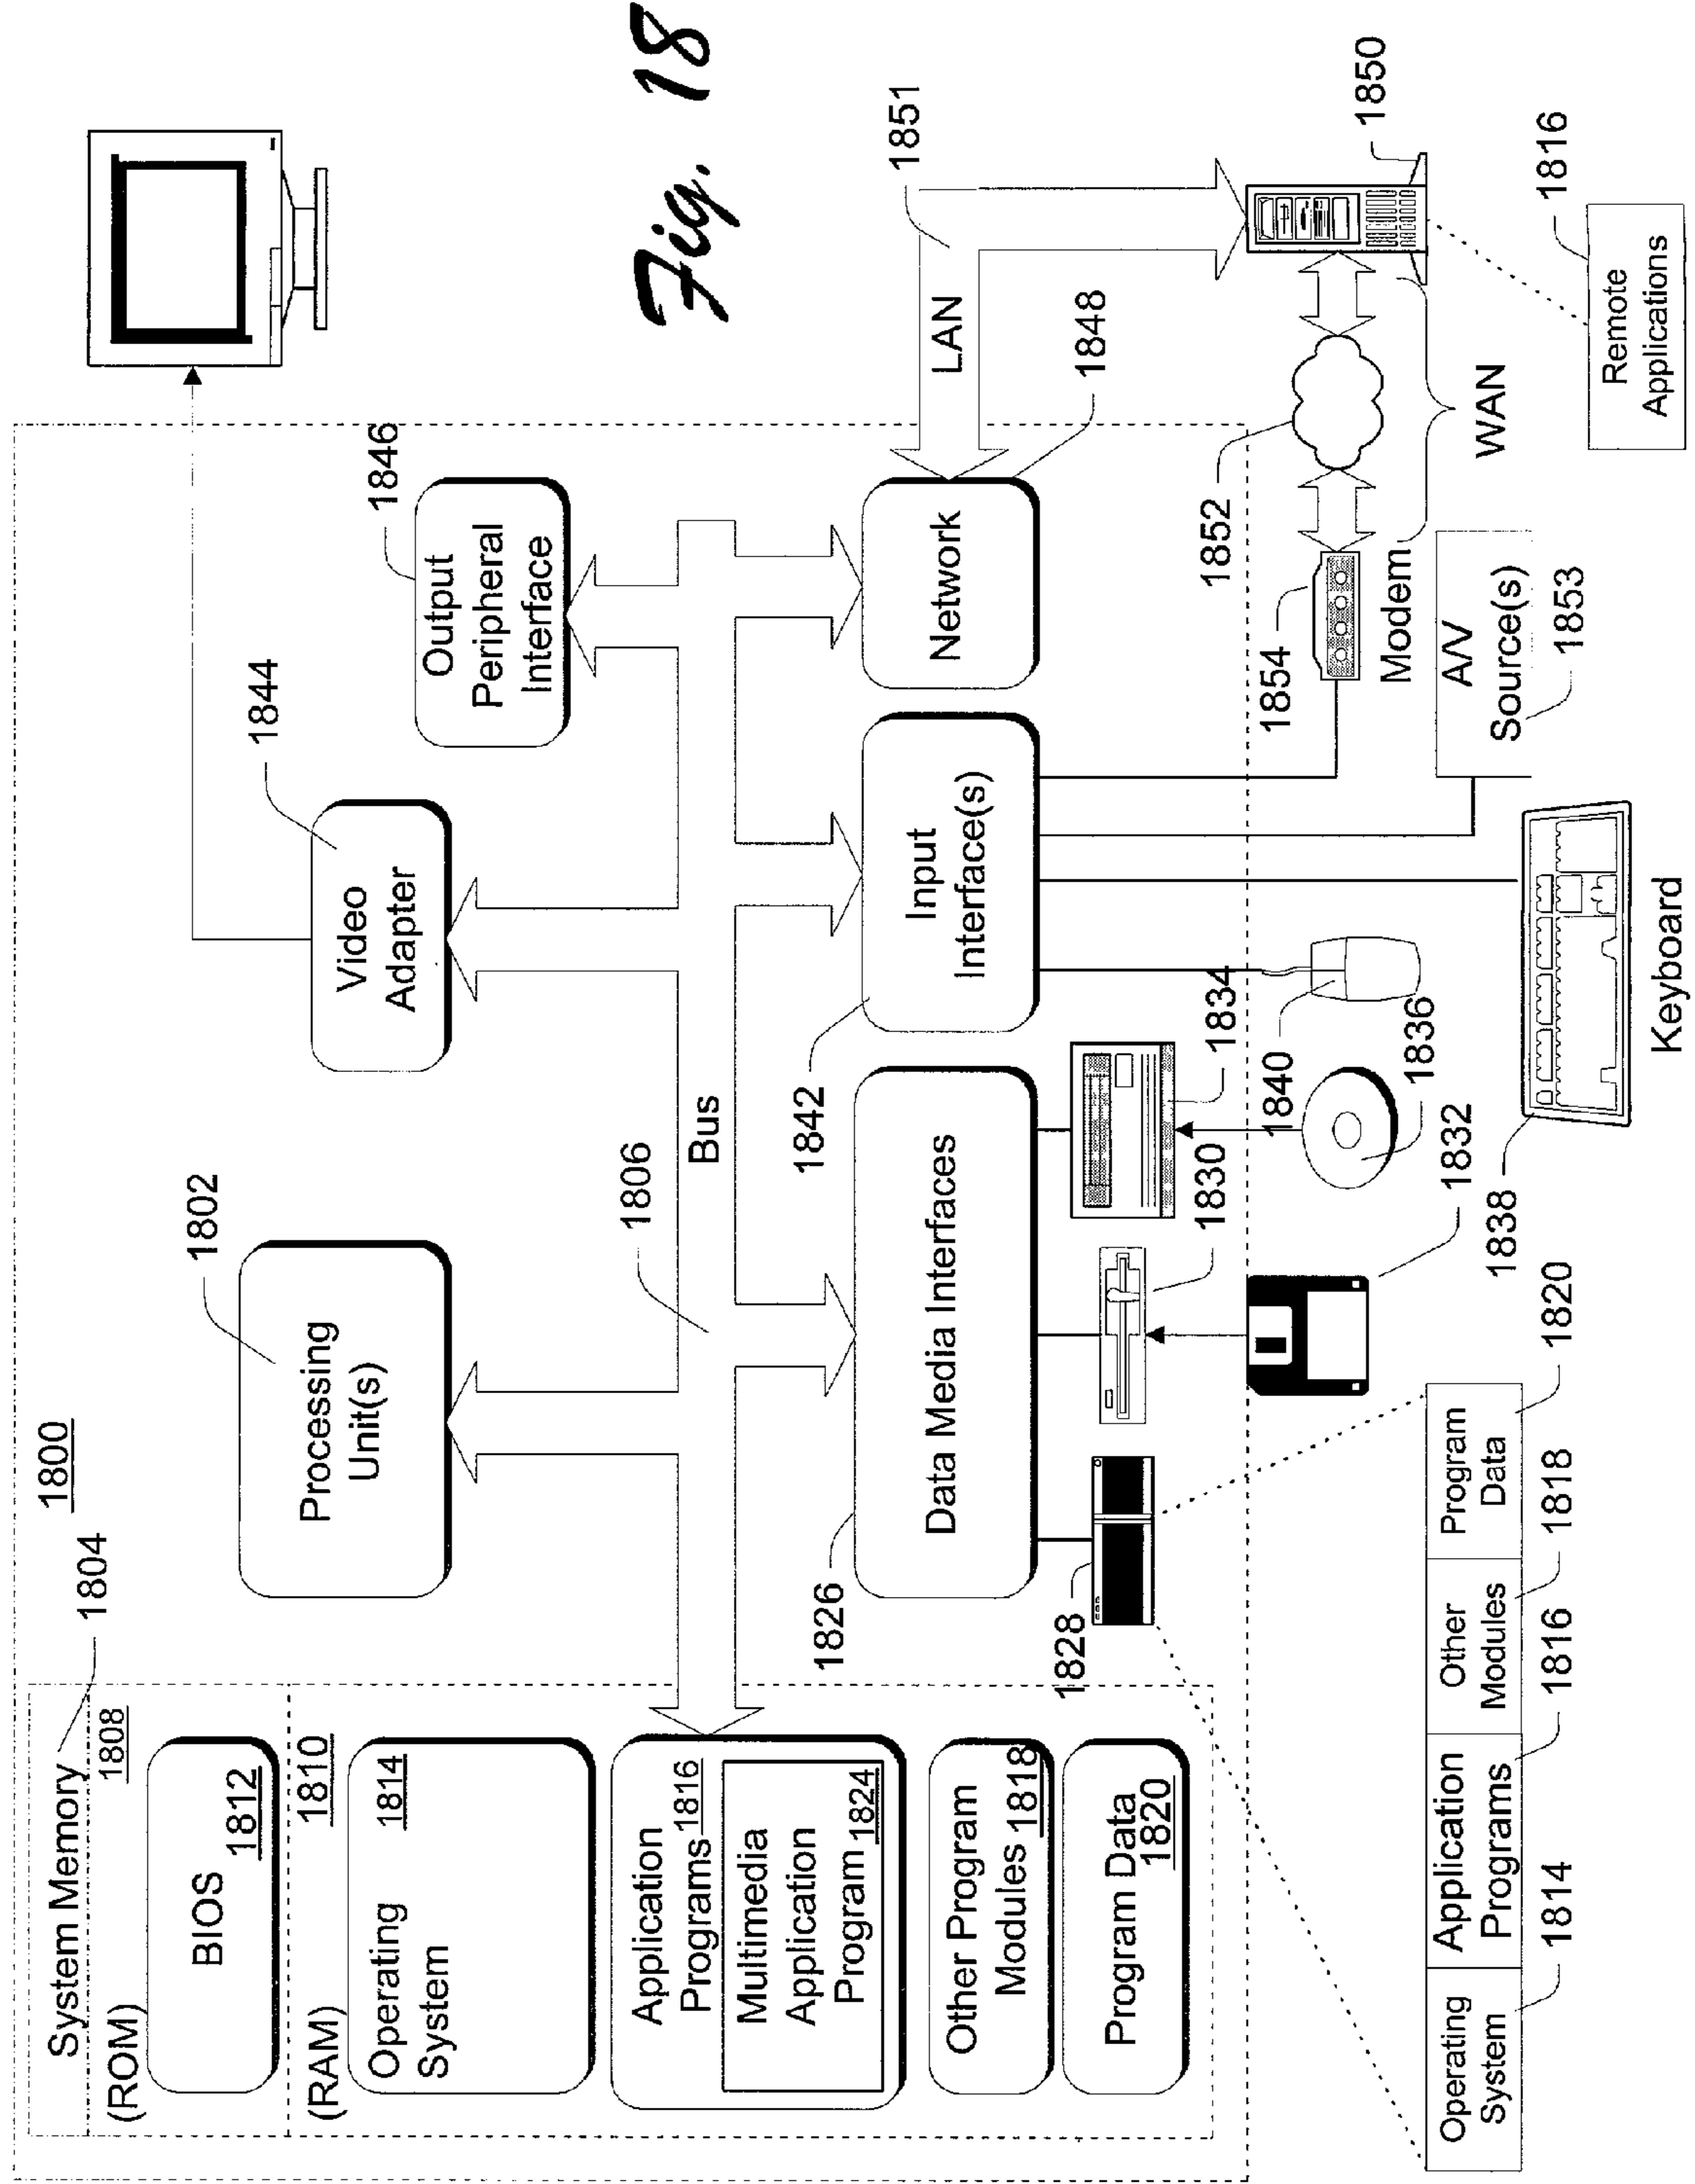 1800
System Memory
1804
(ROM)
1808
BIOS
1812
(RAM)
1810
Operating
System
1814
Application
Programs 1816
Multimedia
Application
Program 1824
Other Program
Modules 1818
Program Data
1820
Processing
Unit(s)
1802
Video
Adapter
1844
Output
Peripheral
Interface
1846
Bus
1806
Data Media Interfaces
1826
Input
Interface(s)
1842
Network
1848
LAN
1851
Fig. 18
1828
1830
1834
1840
1836
1832
1838
Keyboard
1854
Modem
1852
WAN
1850
A/V
Source(s)
1853
Remote
Applications
1816
Operating
System
1814
Application
Programs
1816
Other
Modules
1818
Program
Data
1820